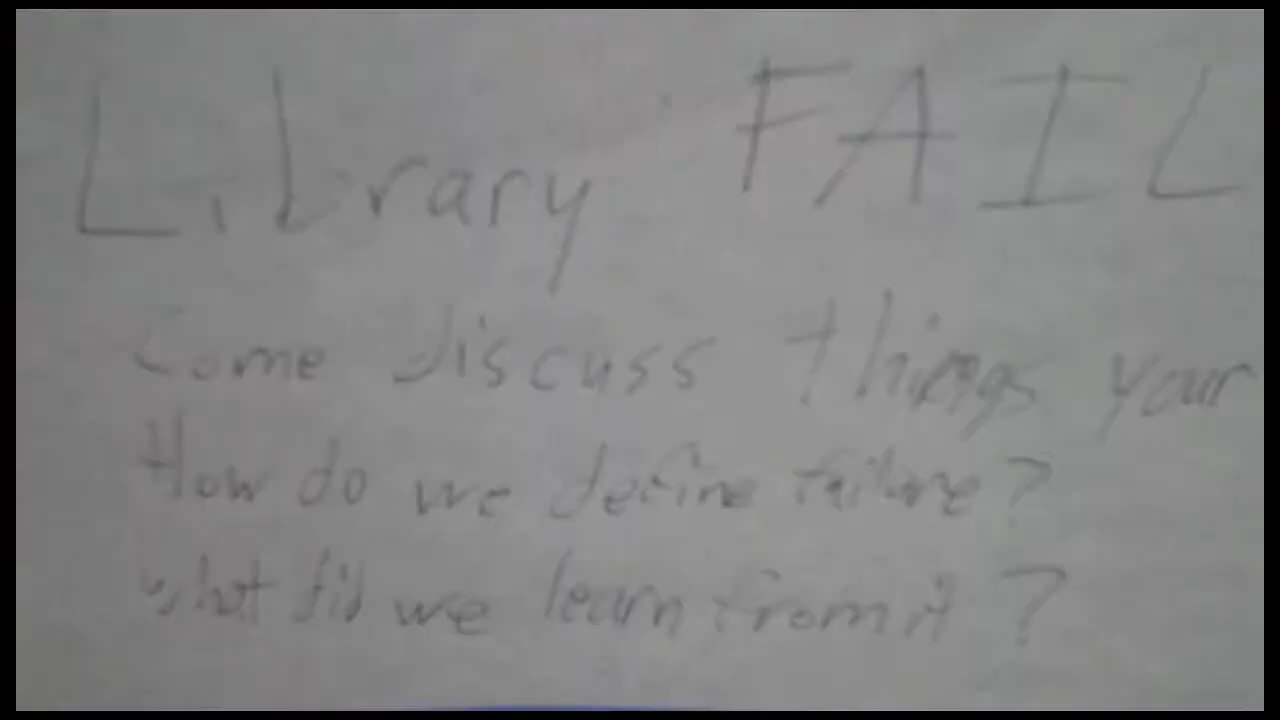 Library FAIL
Come discuss things your
How do we define failure?
What did we learn from it?